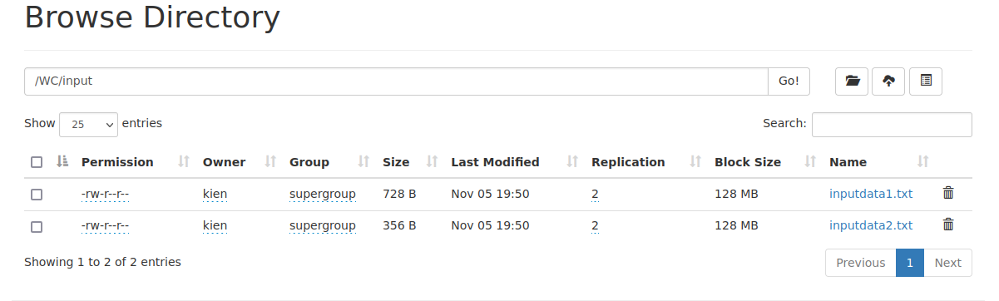 Browse Directory
/WC/input Go!
Show 25 entries Search:
Permission Owner Group Size Last Modified Replication Block Size Name
-rw-r--r-- kien supergroup 728 B Nov 05 19:50 2 128 MB inputdata1.txt
-rw-r--r-- kien supergroup 356 B Nov 05 19:50 2 128 MB inputdata2.txt
Showing 1 to 2 of 2 entries Previous 1 Next